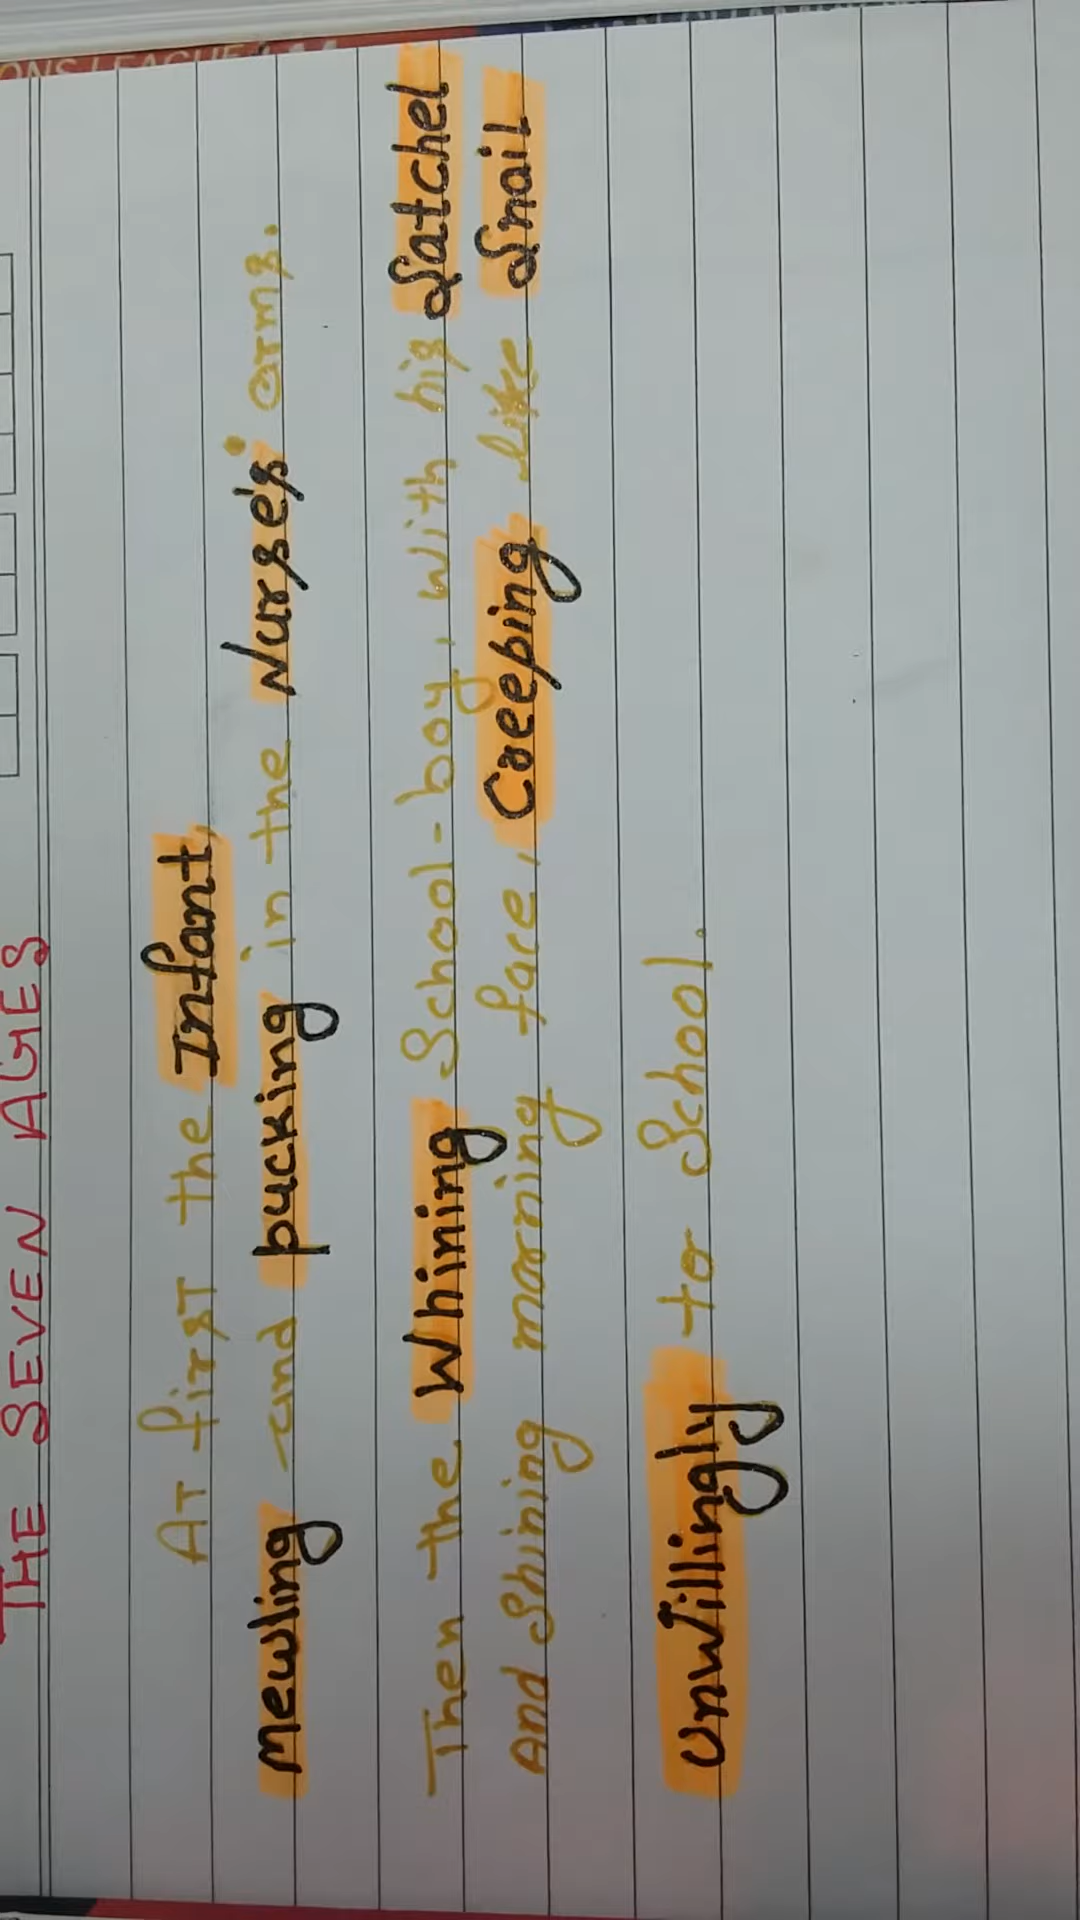 THE SEVEN AGES
At first the Infant,
mewling and pucking in the Nurse's arms.
Then the Whining School-boy, with his Satchel
And Shining morning face, Creeping like Snail
Unwillingly to School.